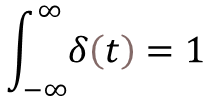 ∫_{-∞}^{∞} δ(t) = 1